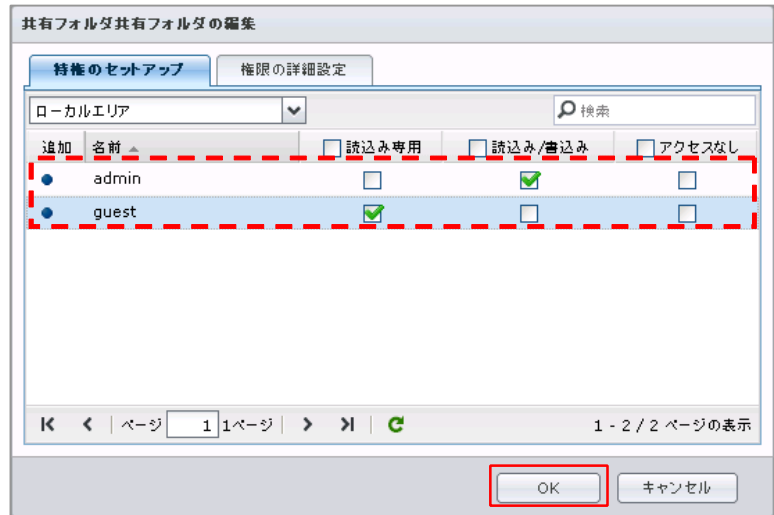 共有フォルダ共有フォルダの編集
特権のセットアップ 権限の詳細設定
ローカルエリア 検索
追加 名前 読込み専用 読込み/書込み アクセスなし
admin
guest
ページ 1 1ページ 1 - 2 / 2 ページの表示
OK キャンセル